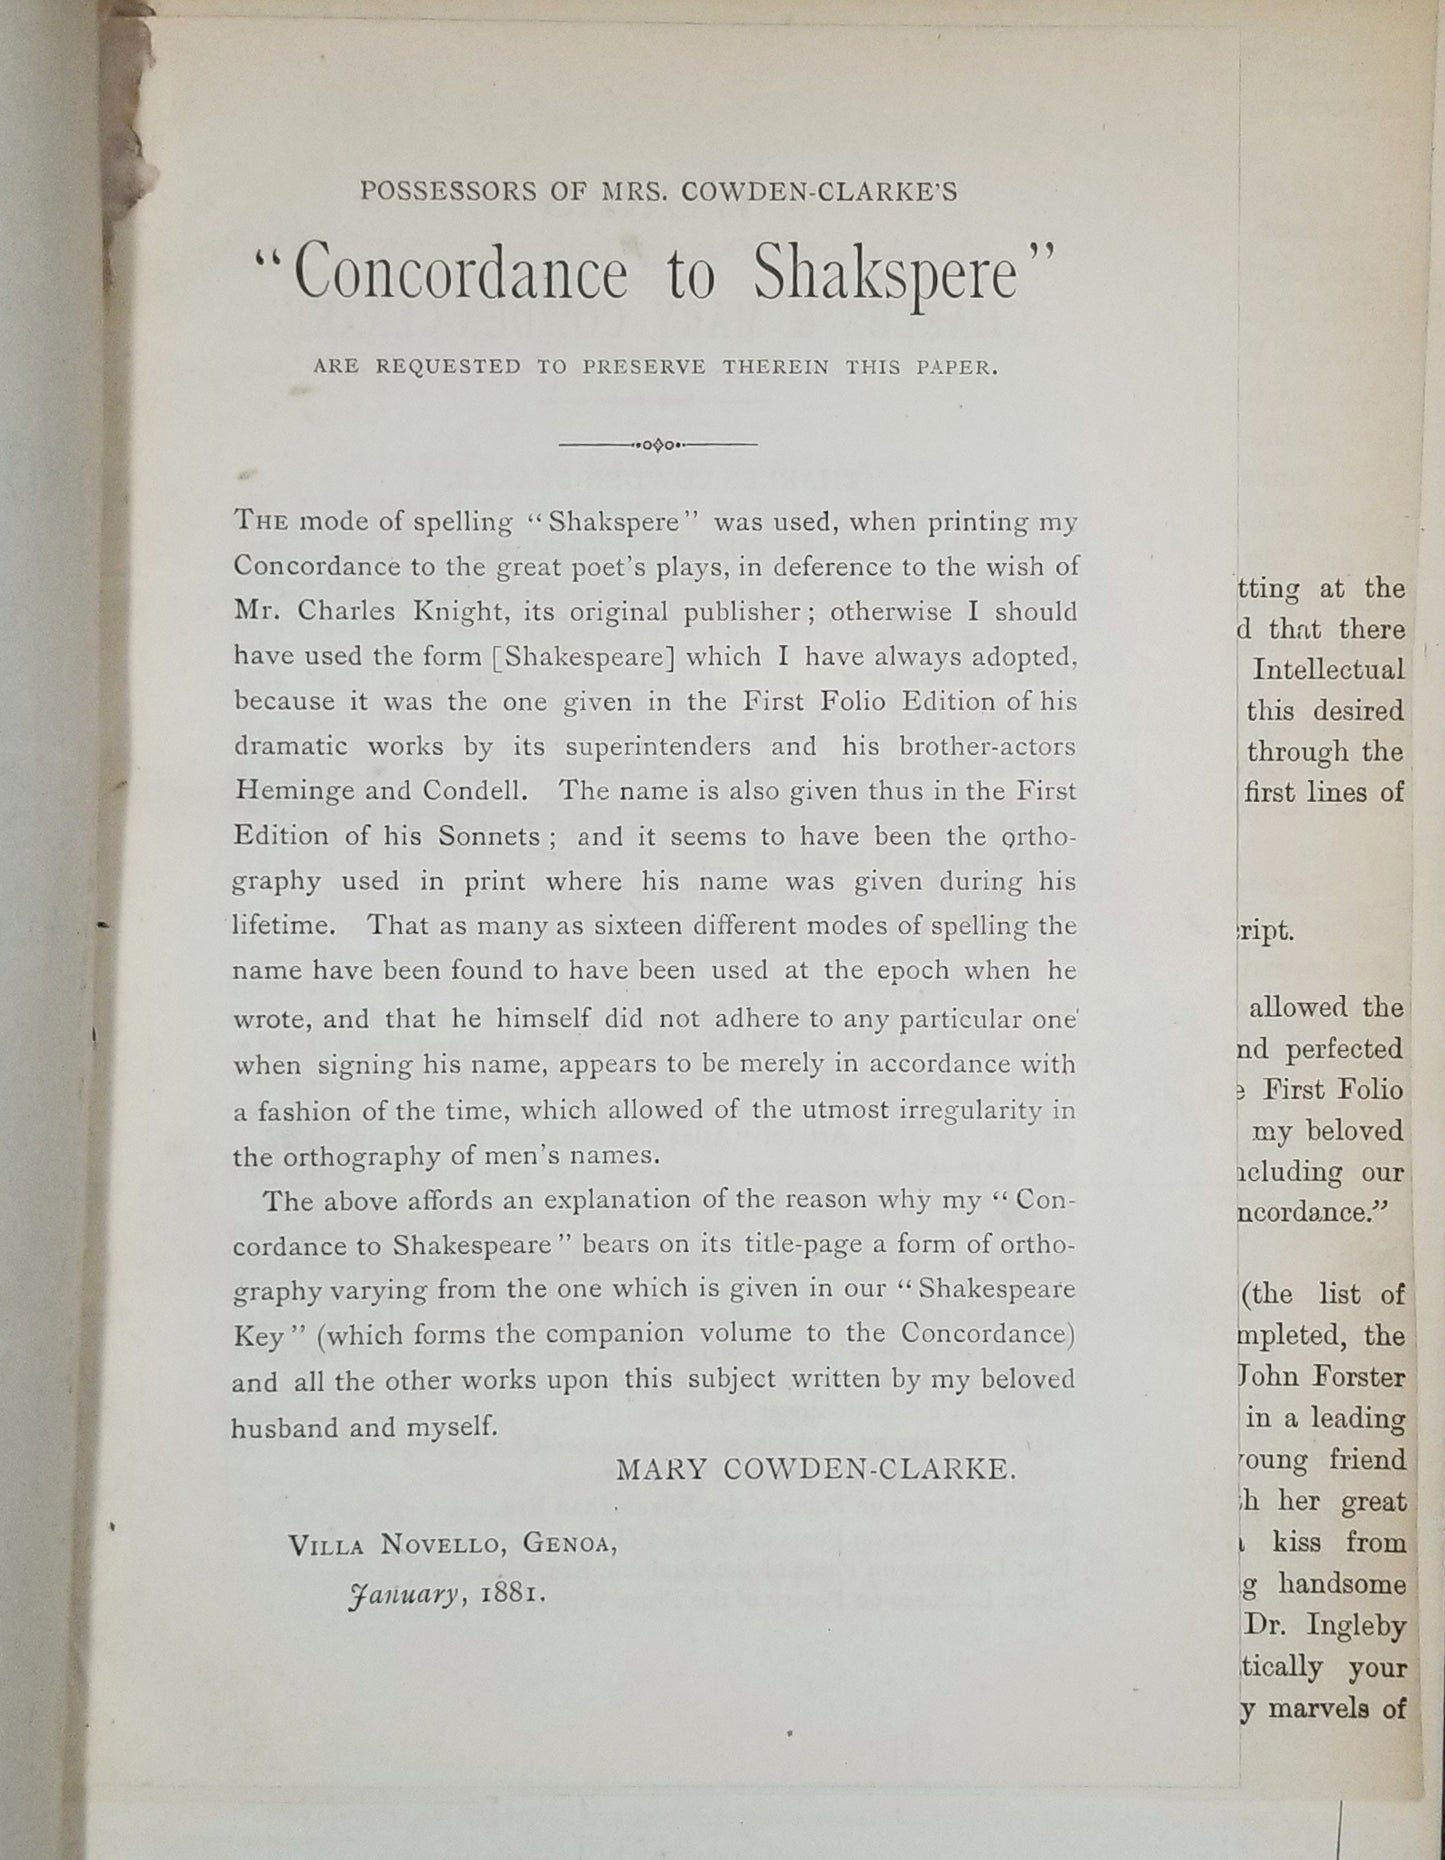 POSSESSORS OF MRS. COWDEN-CLARKE'S
“Concordance to Shakspere”
ARE REQUESTED TO PRESERVE THEREIN THIS PAPER.
THE mode of spelling “Shakspere” was used, when printing my
Concordance to the great poet's plays, in deference to the wish of
Mr. Charles Knight, its original publisher; otherwise I should
have used the form [Shakespeare] which I have always adopted,
because it was the one given in the First Folio Edition of his
dramatic works by its superintenders and his brother-actors
Heminge and Condell. The name is also given thus in the First
Edition of his Sonnets; and it seems to have been the ortho-
graphy used in print where his name was given during his
lifetime. That as many as sixteen different modes of spelling the
name have been found to have been used at the epoch when he
wrote, and that he himself did not adhere to any particular one
when signing his name, appears to be merely in accordance with
a fashion of the time, which allowed of the utmost irregularity in
the orthography of men's names.
The above affords an explanation of the reason why my “Con-
cordance to Shakespeare” bears on its title-page a form of ortho-
graphy varying from the one which is given in our “Shakespeare
Key” (which forms the companion volume to the Concordance)
and all the other works upon this subject written by my beloved
husband and myself.
MARY COWDEN-CLARKE.
VILLA NOVELLO, GENOA,
January, 1881.
tting at the
d that there
Intellectual
this desired
through the
first lines of
ript.
allowed the
nd perfected
First Folio
my beloved
cluding our
ncordance.”
(the list of
mpleted, the
John Forster
in a leading
oung friend
h her great
kiss from
g handsome
Dr. Ingleby
tically your
y marvels of